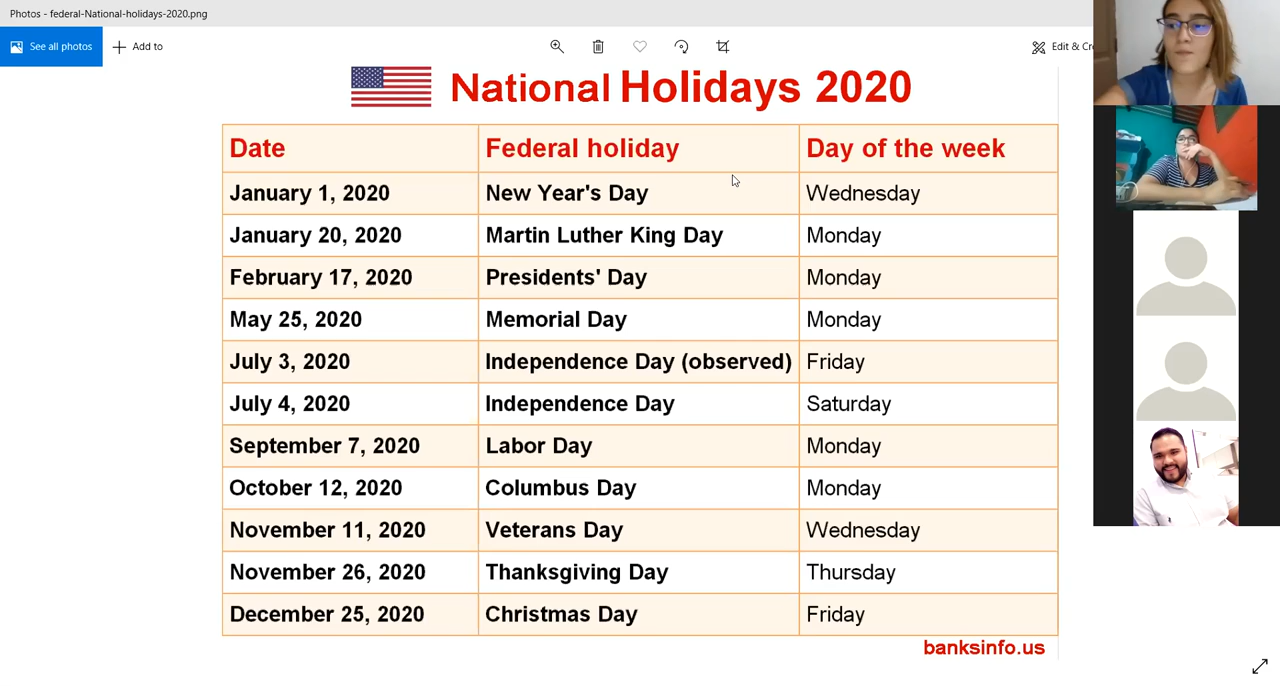 Photos - federal-National-holidays-2020.png
See all photos + Add to Edit & Cr
National Holidays 2020
Date Federal holiday Day of the week
January 1, 2020 New Year's Day Wednesday
January 20, 2020 Martin Luther King Day Monday
February 17, 2020 Presidents' Day Monday
May 25, 2020 Memorial Day Monday
July 3, 2020 Independence Day (observed) Friday
July 4, 2020 Independence Day Saturday
September 7, 2020 Labor Day Monday
October 12, 2020 Columbus Day Monday
November 11, 2020 Veterans Day Wednesday
November 26, 2020 Thanksgiving Day Thursday
December 25, 2020 Christmas Day Friday
banksinfo.us